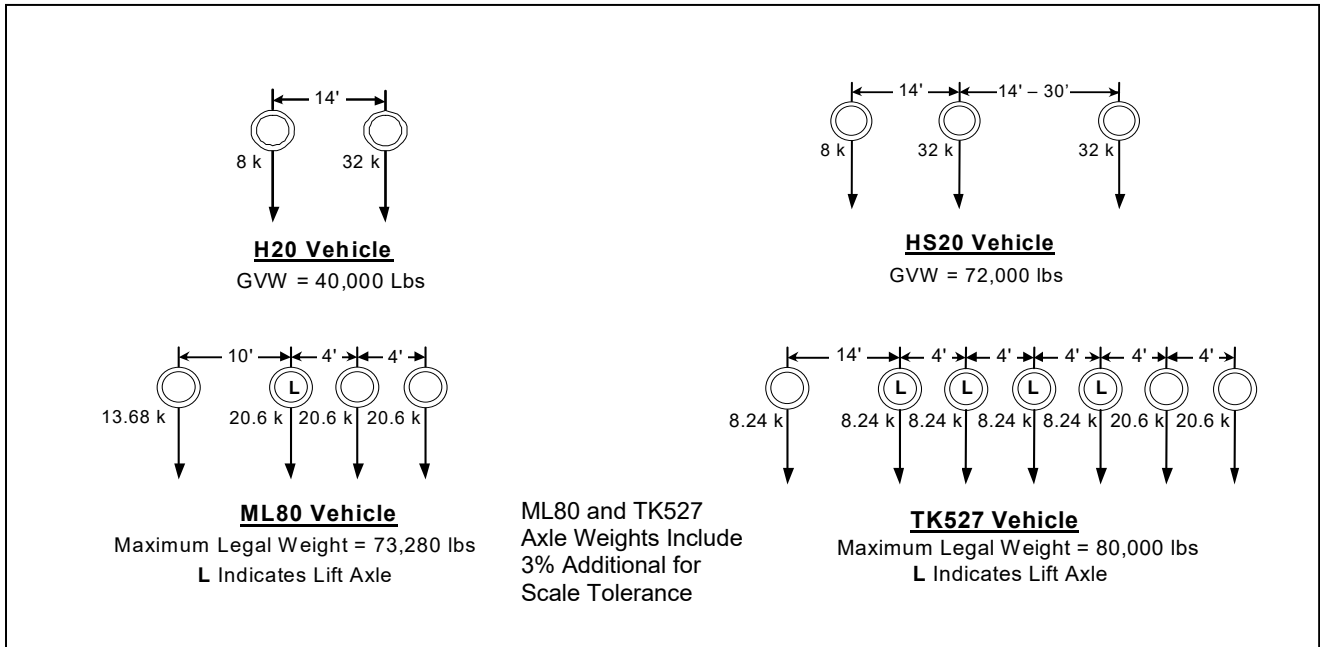 14'
8 k 32 k
H20 Vehicle
GVW = 40,000 Lbs
14' 14' – 30'
8 k 32 k 32 k
HS20 Vehicle
GVW = 72,000 lbs
10' 4' 4'
L
13.68 k 20.6 k 20.6 k 20.6 k
ML80 Vehicle
Maximum Legal Weight = 73,280 lbs
L Indicates Lift Axle
ML80 and TK527
Axle Weights Include
3% Additional for
Scale Tolerance
14' 4' 4' 4' 4' 4'
L L L L
8.24 k 8.24 k 8.24 k 8.24 k 8.24 k 20.6 k 20.6 k
TK527 Vehicle
Maximum Legal Weight = 80,000 lbs
L Indicates Lift Axle